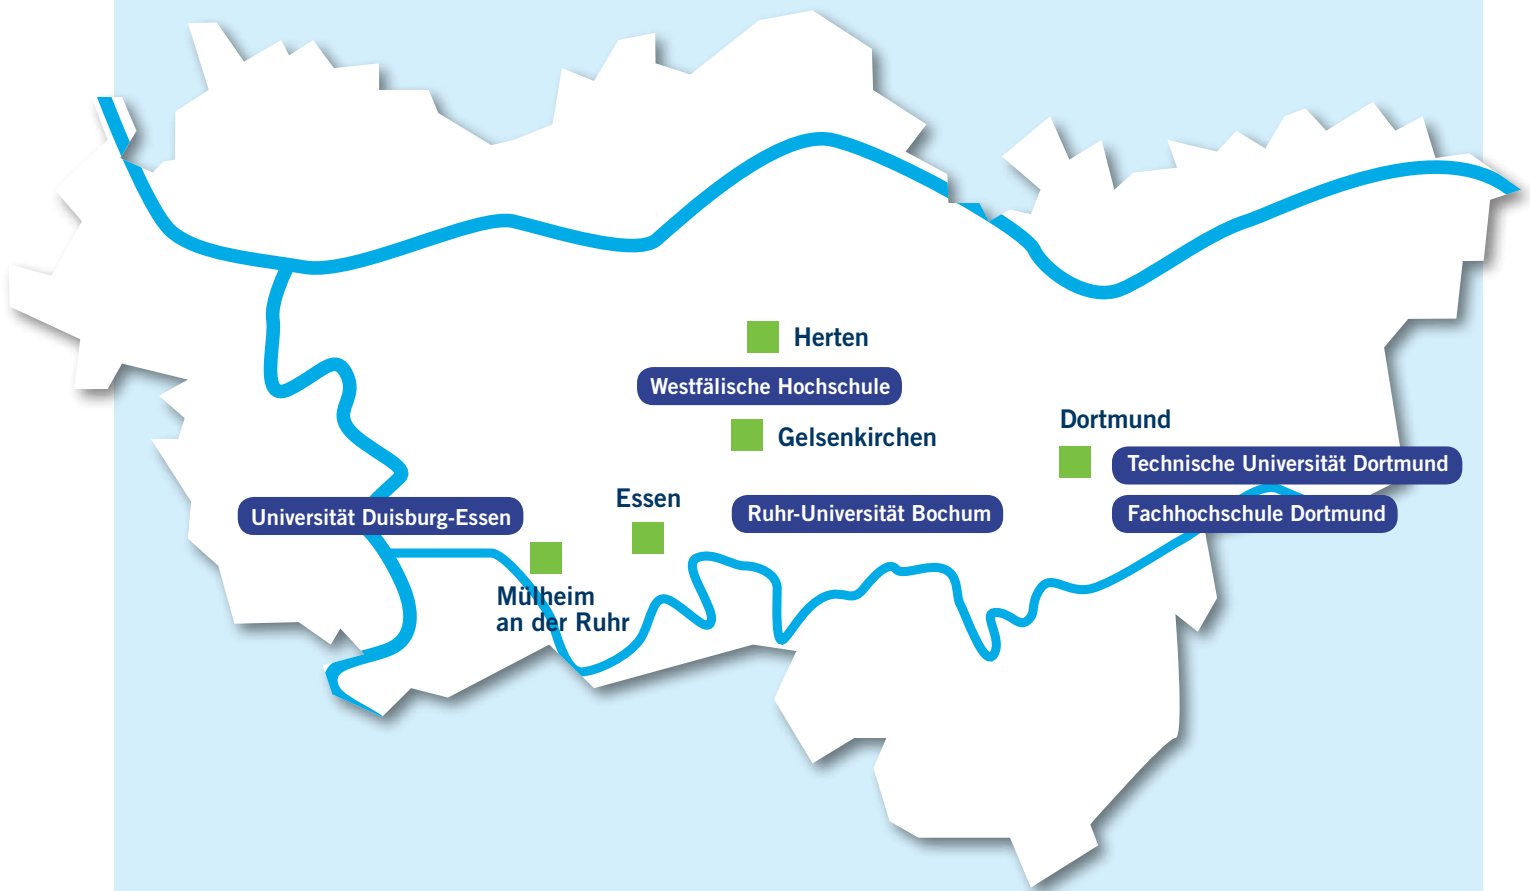 Herten
Westfälische Hochschule
Gelsenkirchen
Dortmund
Technische Universität Dortmund
Essen
Universität Duisburg-Essen
Ruhr-Universität Bochum
Fachhochschule Dortmund
Mülheim
an der Ruhr